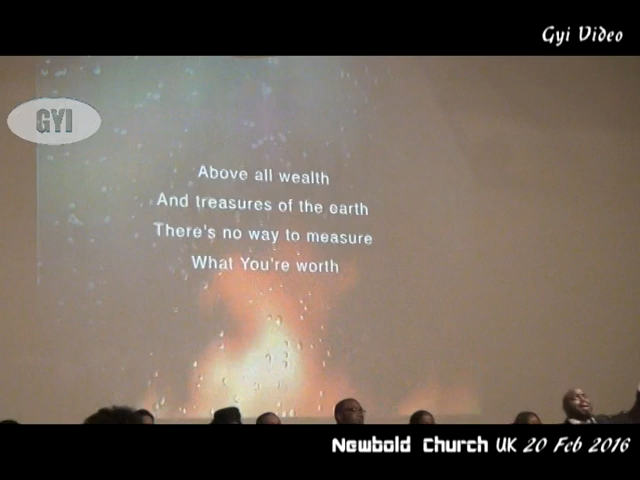 Gyi Video
GYI
Above all wealth
And treasures of the earth
There's no way to measure
What You're worth
Newbold Church UK 20 Feb 2016